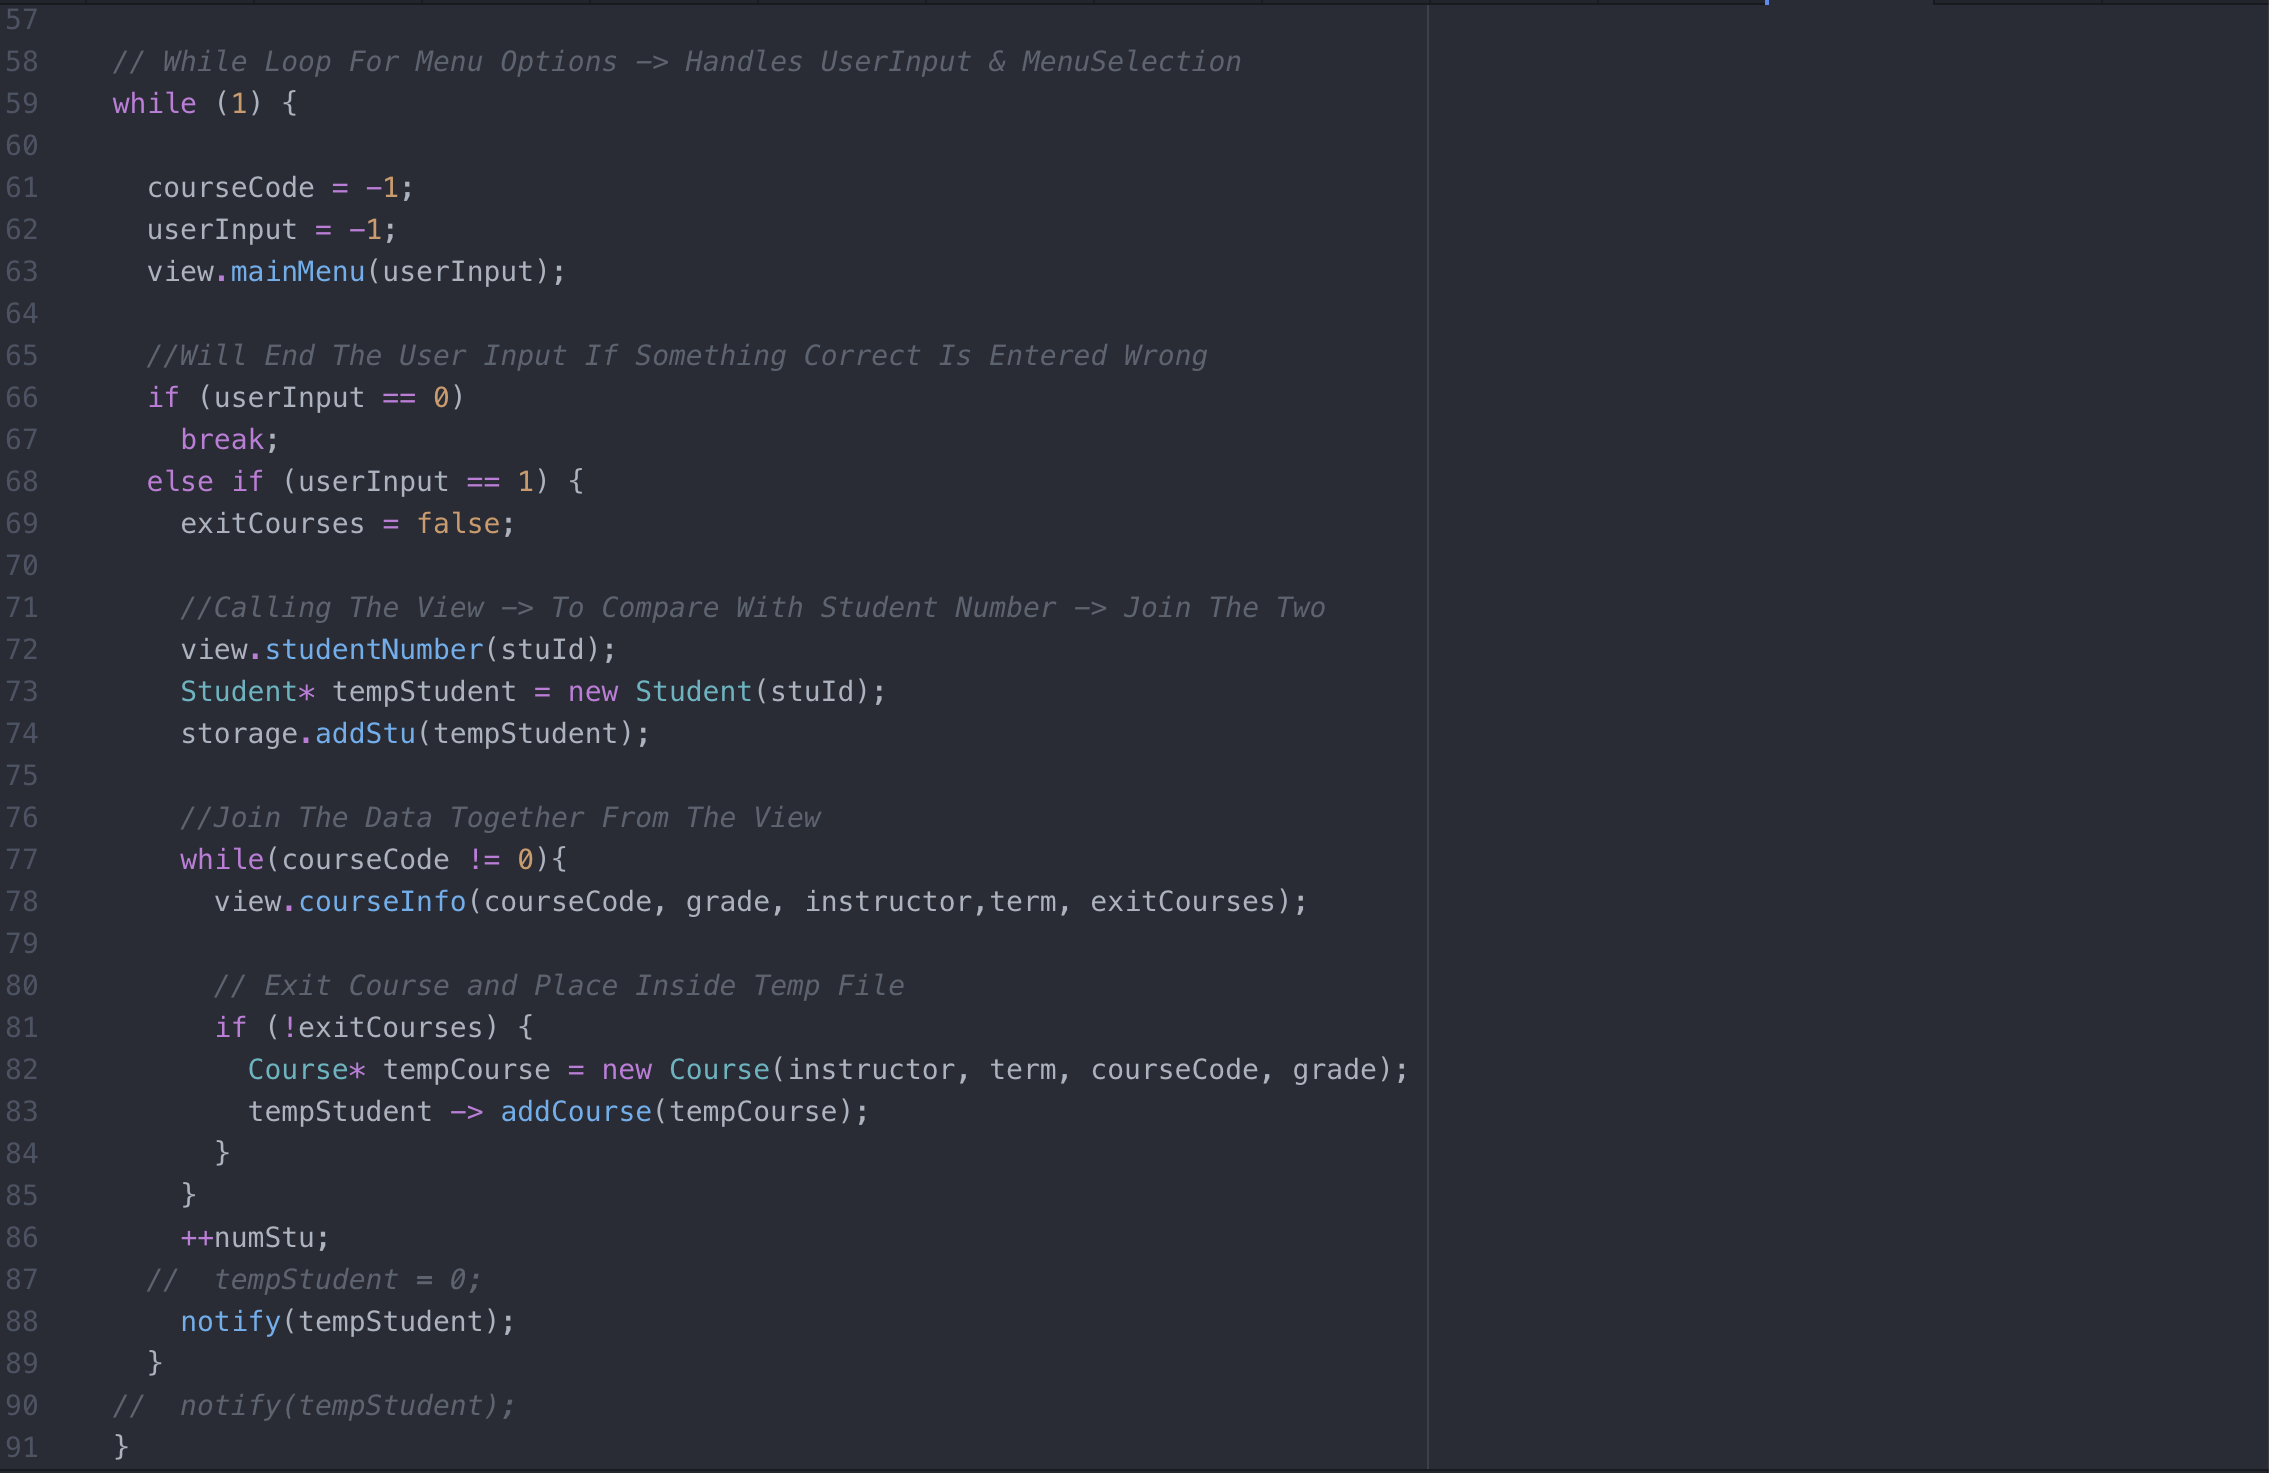 57
58 // While Loop For Menu Options -> Handles UserInput & MenuSelection
59 while (1) {
60
61 courseCode = -1;
62 userInput = -1;
63 view.mainMenu(userInput);
64
65 //Will End The User Input If Something Correct Is Entered Wrong
66 if (userInput == 0)
67 break;
68 else if (userInput == 1) {
69 exitCourses = false;
70
71 //Calling The View -> To Compare With Student Number -> Join The Two
72 view.studentNumber(stuId);
73 Student* tempStudent = new Student(stuId);
74 storage.addStu(tempStudent);
75
76 //Join The Data Together From The View
77 while(courseCode != 0){
78 view.courseInfo(courseCode, grade, instructor,term, exitCourses);
79
80 // Exit Course and Place Inside Temp File
81 if (!exitCourses) {
82 Course* tempCourse = new Course(instructor, term, courseCode, grade);
83 tempStudent -> addCourse(tempCourse);
84 }
85 }
86 ++numStu;
87 //  tempStudent = 0;
88 notify(tempStudent);
89 }
90 //  notify(tempStudent);
91 }